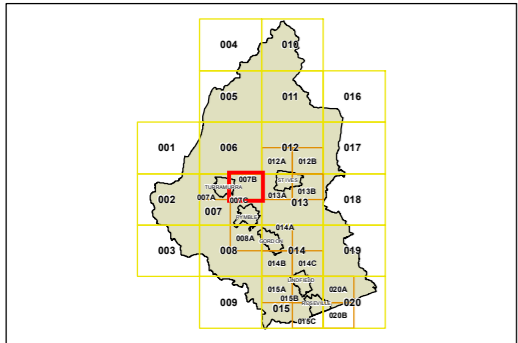 004
010
005
011
016
001
006
012
017
012A
012B
007B
ST.IVES
TURRAMURRA
002
007A
007C
013A
013B
007
013
018
PYMBLE
014A
008A
GORDON
003
008
014
019
014B
014C
LINDFIELD
015A
020A
009
015B
ROSEVILLE
020
015
015C
020B